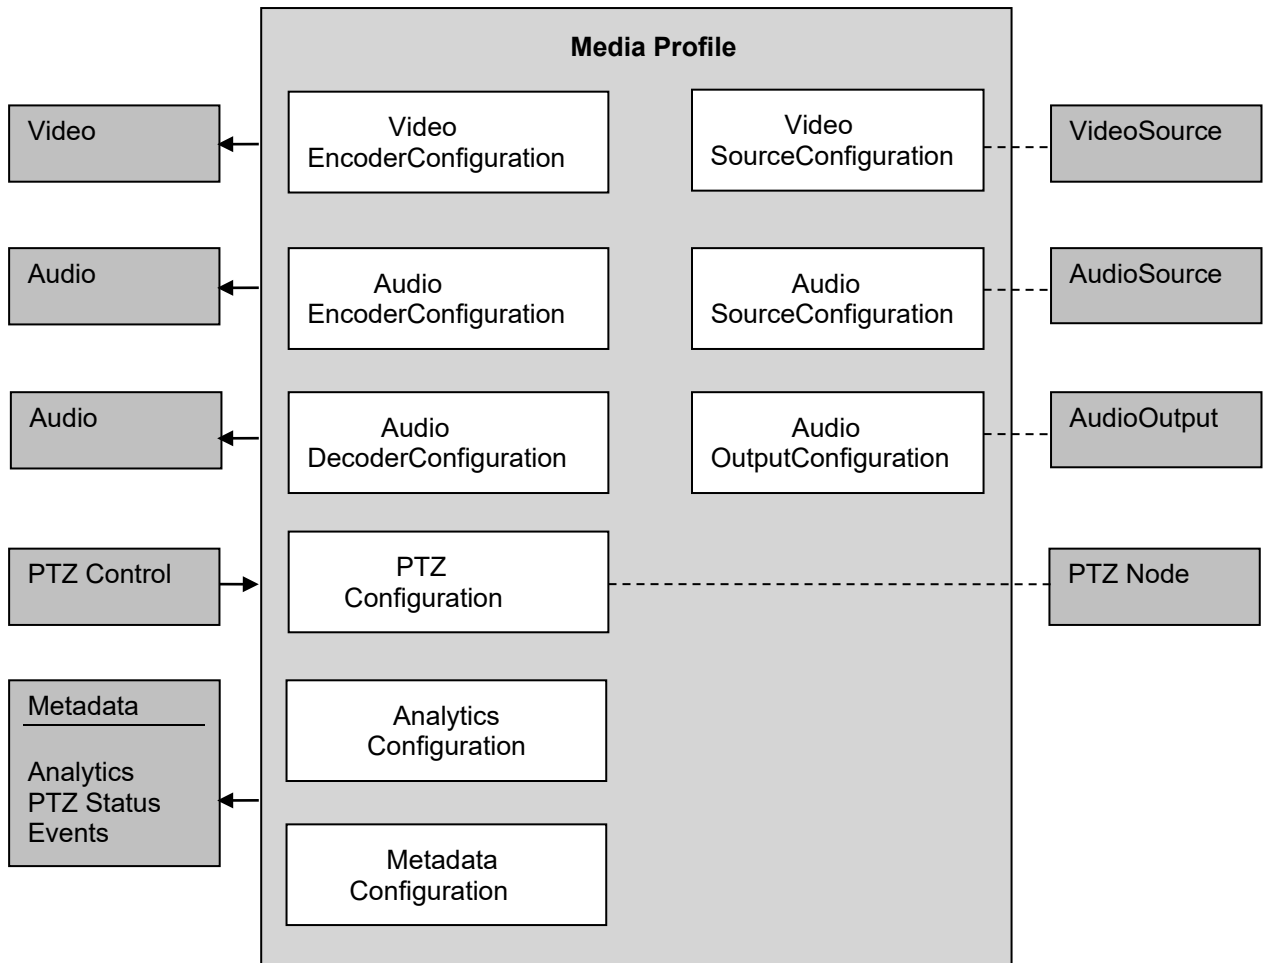 Media Profile
Video
Video
EncoderConfiguration
Video
SourceConfiguration
VideoSource
Audio
Audio
EncoderConfiguration
Audio
SourceConfiguration
AudioSource
Audio
Audio
DecoderConfiguration
Audio
OutputConfiguration
AudioOutput
PTZ Control
PTZ
Configuration
PTZ Node
Metadata
Analytics
PTZ Status
Events
Analytics
Configuration
Metadata
Configuration